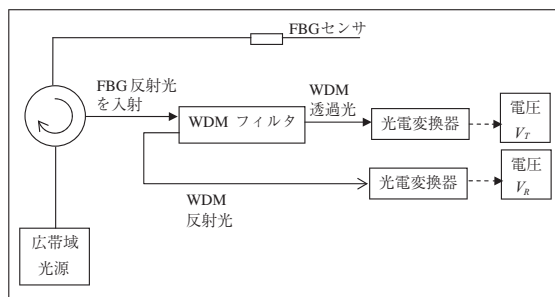 FBGセンサ
FBG反射光
を入射
WDM
透過光
WDM フィルタ
光電変換器
電圧
V_T
光電変換器
電圧
V_R
WDM
反射光
広帯域
光源